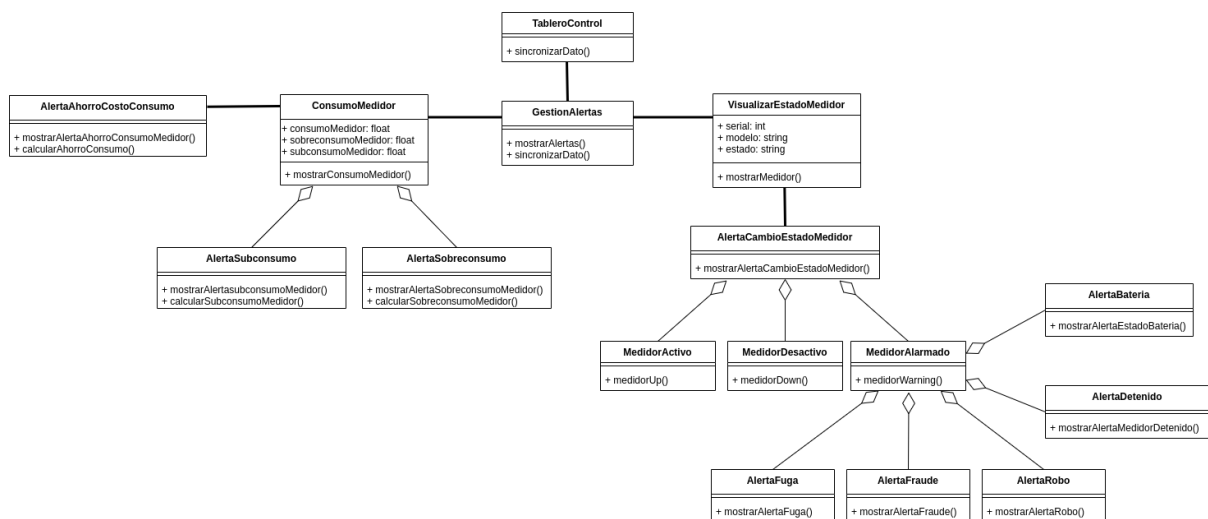 TableroControl
+ sincronizarDato()
AlertaAhorroCostoConsumo
+ mostrarAlertaAhorroConsumoMedidor()
+ calcularAhorroConsumo()
ConsumoMedidor
+ consumoMedidor: float
+ sobreconsumoMedidor: float
+ subconsumoMedidor: float
+ mostrarConsumoMedidor()
GestionAlertas
+ mostrarAlertas()
+ sincronizarDato()
VisualizarEstadoMedidor
+ serial: int
+ modelo: string
+ estado: string
+ mostrarMedidor()
AlertaSubconsumo
+ mostrarAlertasubconsumoMedidor()
+ calcularSubconsumoMedidor()
AlertaSobreconsumo
+ mostrarAlertaSobreconsumoMedidor()
+ calcularSobreconsumoMedidor()
AlertaCambioEstadoMedidor
+ mostrarAlertaCambioEstadoMedidor()
MedidorActivo
+ medidorUp()
MedidorDesactivo
+ medidorDown()
MedidorAlarmado
+ medidorWarning()
AlertaBateria
+ mostrarAlertaEstadoBateria()
AlertaDetenido
+ mostrarAlertaMedidorDetenido()
AlertaFuga
+ mostrarAlertaFuga()
AlertaFraude
+ mostrarAlertaFraude()
AlertaRobo
+ mostrarAlertaRobo()